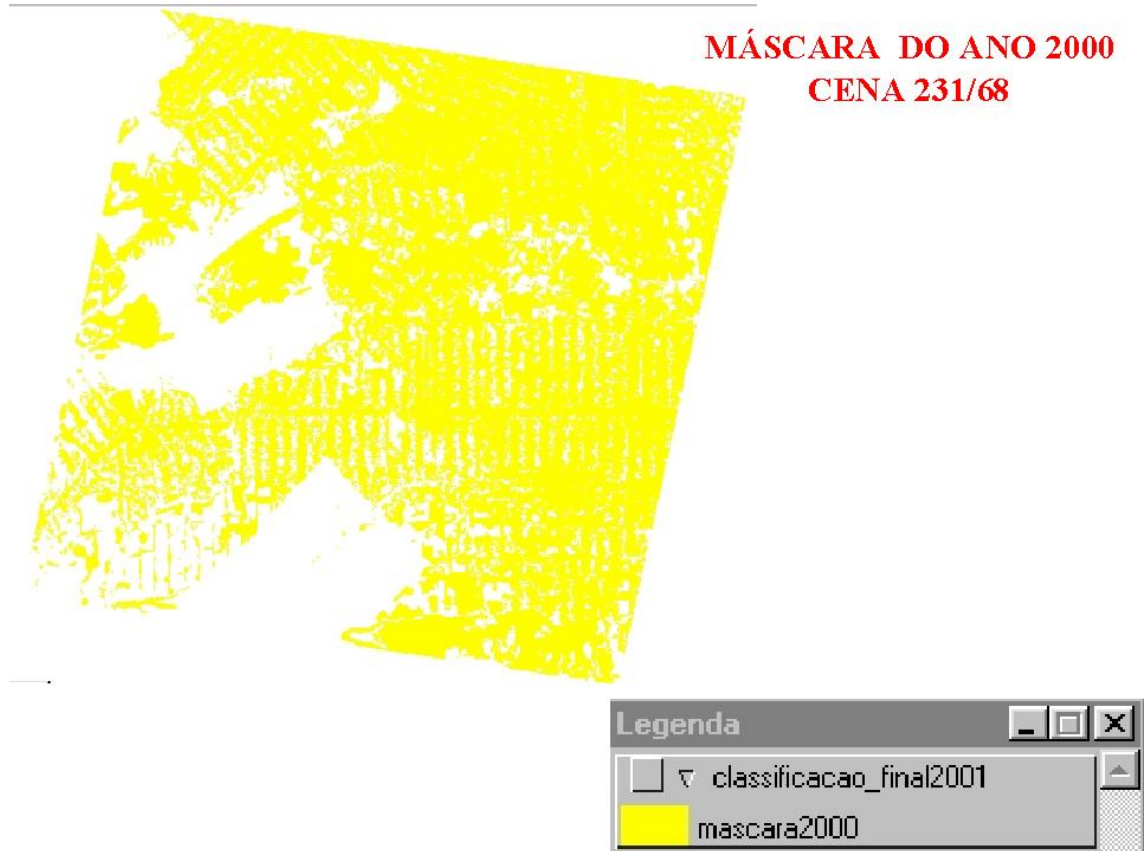 MÁSCARA DO ANO 2000
CENA 231/68
Legenda
classificacao_final2001
mascara2000